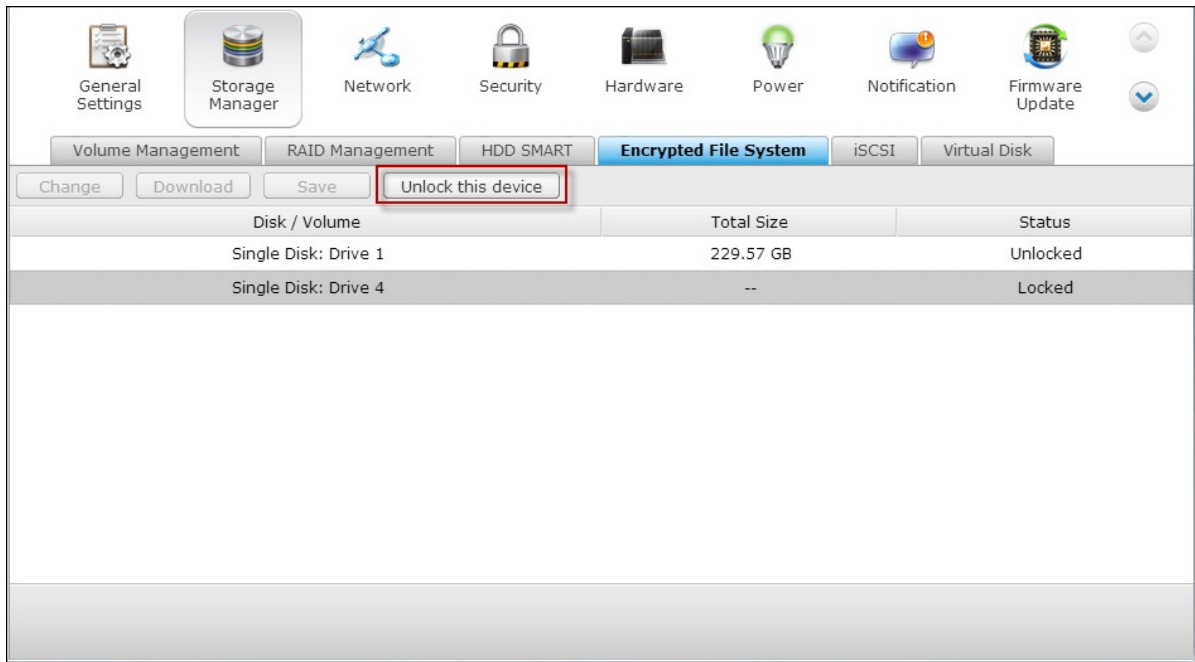 General Settings
Storage Manager
Network
Security
Hardware
Power
Notification
Firmware Update
Volume Management
RAID Management
HDD SMART
Encrypted File System
iSCSI
Virtual Disk
Change
Download
Save
Unlock this device
Disk / Volume Total Size Status
Single Disk: Drive 1 229.57 GB Unlocked
Single Disk: Drive 4 -- Locked